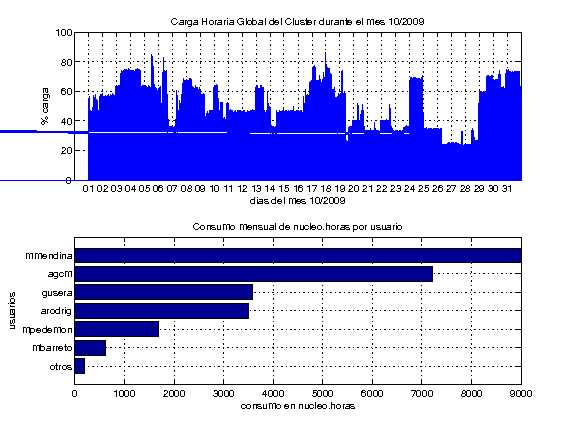 Carga Horaria Global del Cluster durante el mes 10/2009
100
80
60
40
20
0
% carga
01 02 03 04 05 06 07 08 09 10 11 12 13 14 15 16 17 18 19 20 21 22 23 24 25 26 27 28 29 30 31
dias del mes 10/2009
Consumo mensual de nucleo.horas por usuario
usuarios
mmendina
agcm
gusera
arodrig
mpedemon
mbarreto
otros
0 1000 2000 3000 4000 5000 6000 7000 8000 9000
consumo en nucleo.horas